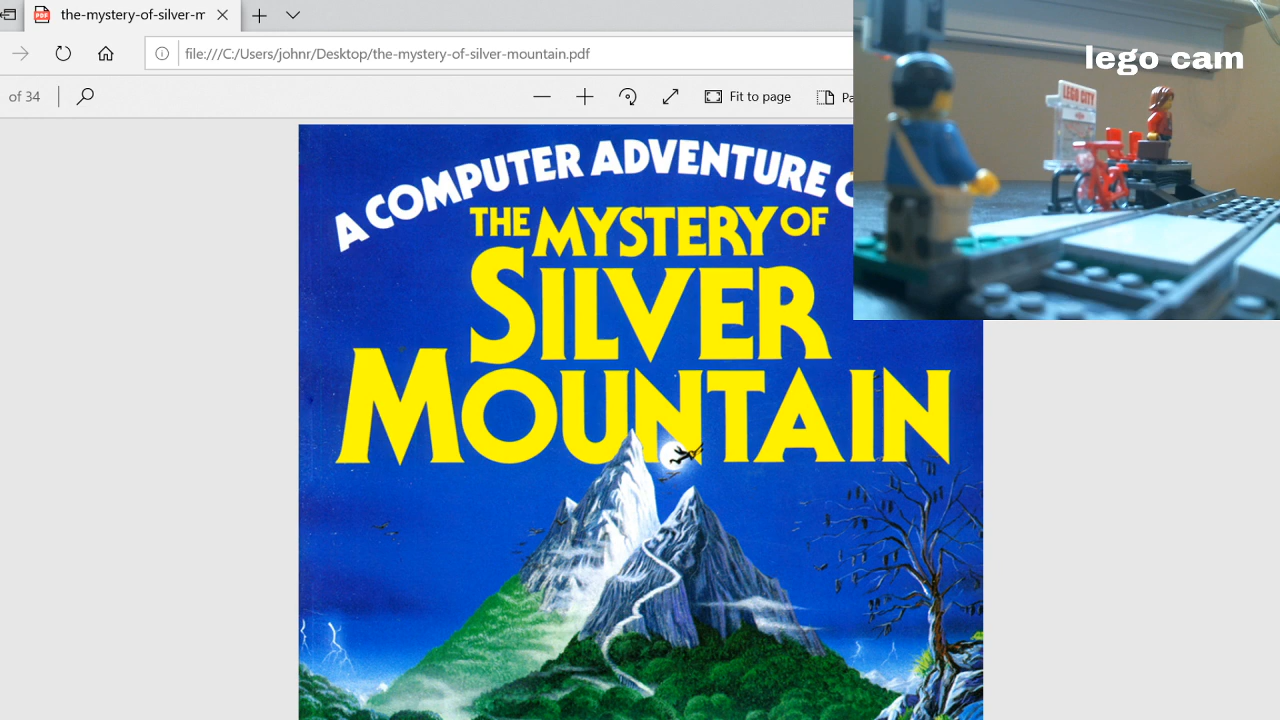 the-mystery-of-silver-m
file:///C:/Users/johnr/Desktop/the-mystery-of-silver-mountain.pdf
of 34
Fit to page
Pa
lego cam
LEGO CITY
A COMPUTER ADVENTURE
THE MYSTERY OF
SILVER
MOUNTAIN